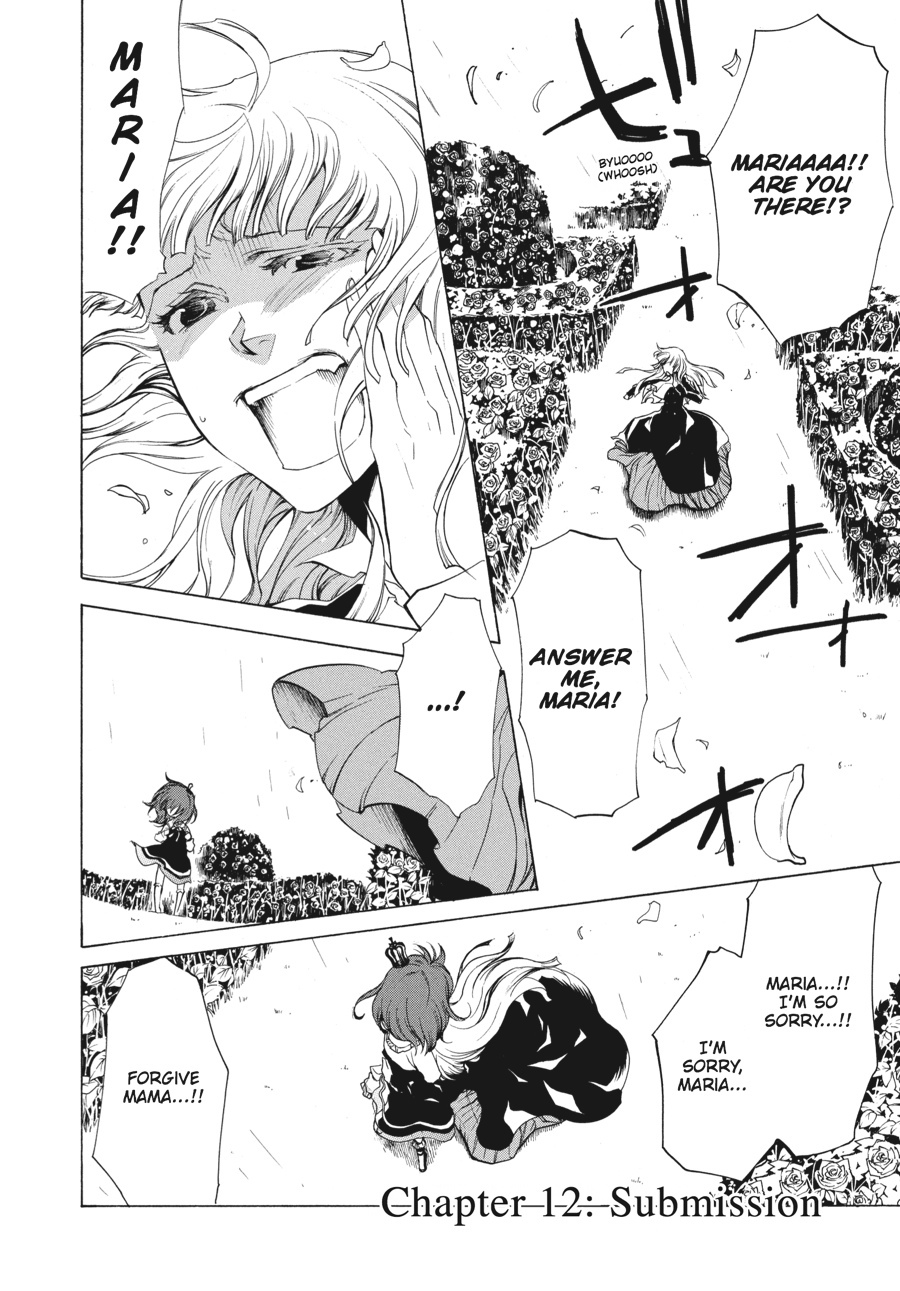 MARIAAAA!!
ARE YOU
THERE!?
ビュ
オ
オ
オ
BYUOOOO
(WHOOSH)
ANSWER
ME,
MARIA!
MARIA!!
...!
MARIA...!!
I'M SO
SORRY...!!
I'M
SORRY,
MARIA...
FORGIVE
MAMA...!!
Chapter 12: Submission